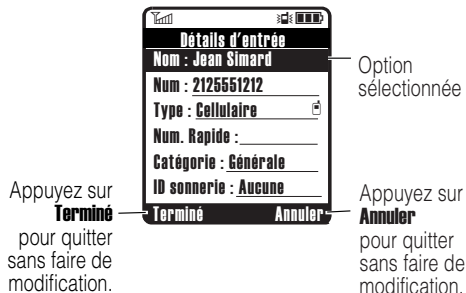 Détails d'entrée
Nom : Jean Simard
Num : 2125551212
Type : Cellulaire
Num. Rapide :
Catégorie : Générale
ID sonnerie : Aucune
Terminé Annuler
Option
sélectionnée
Appuyez sur
Terminé
pour quitter
sans faire de
modification.
Appuyez sur
Annuler
pour quitter
sans faire de
modification.